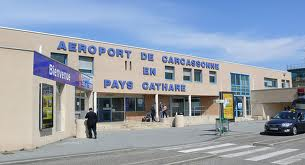 AEROPORT DE CARCASSONNE
EN
PAYS CATHARE
Bienvenue